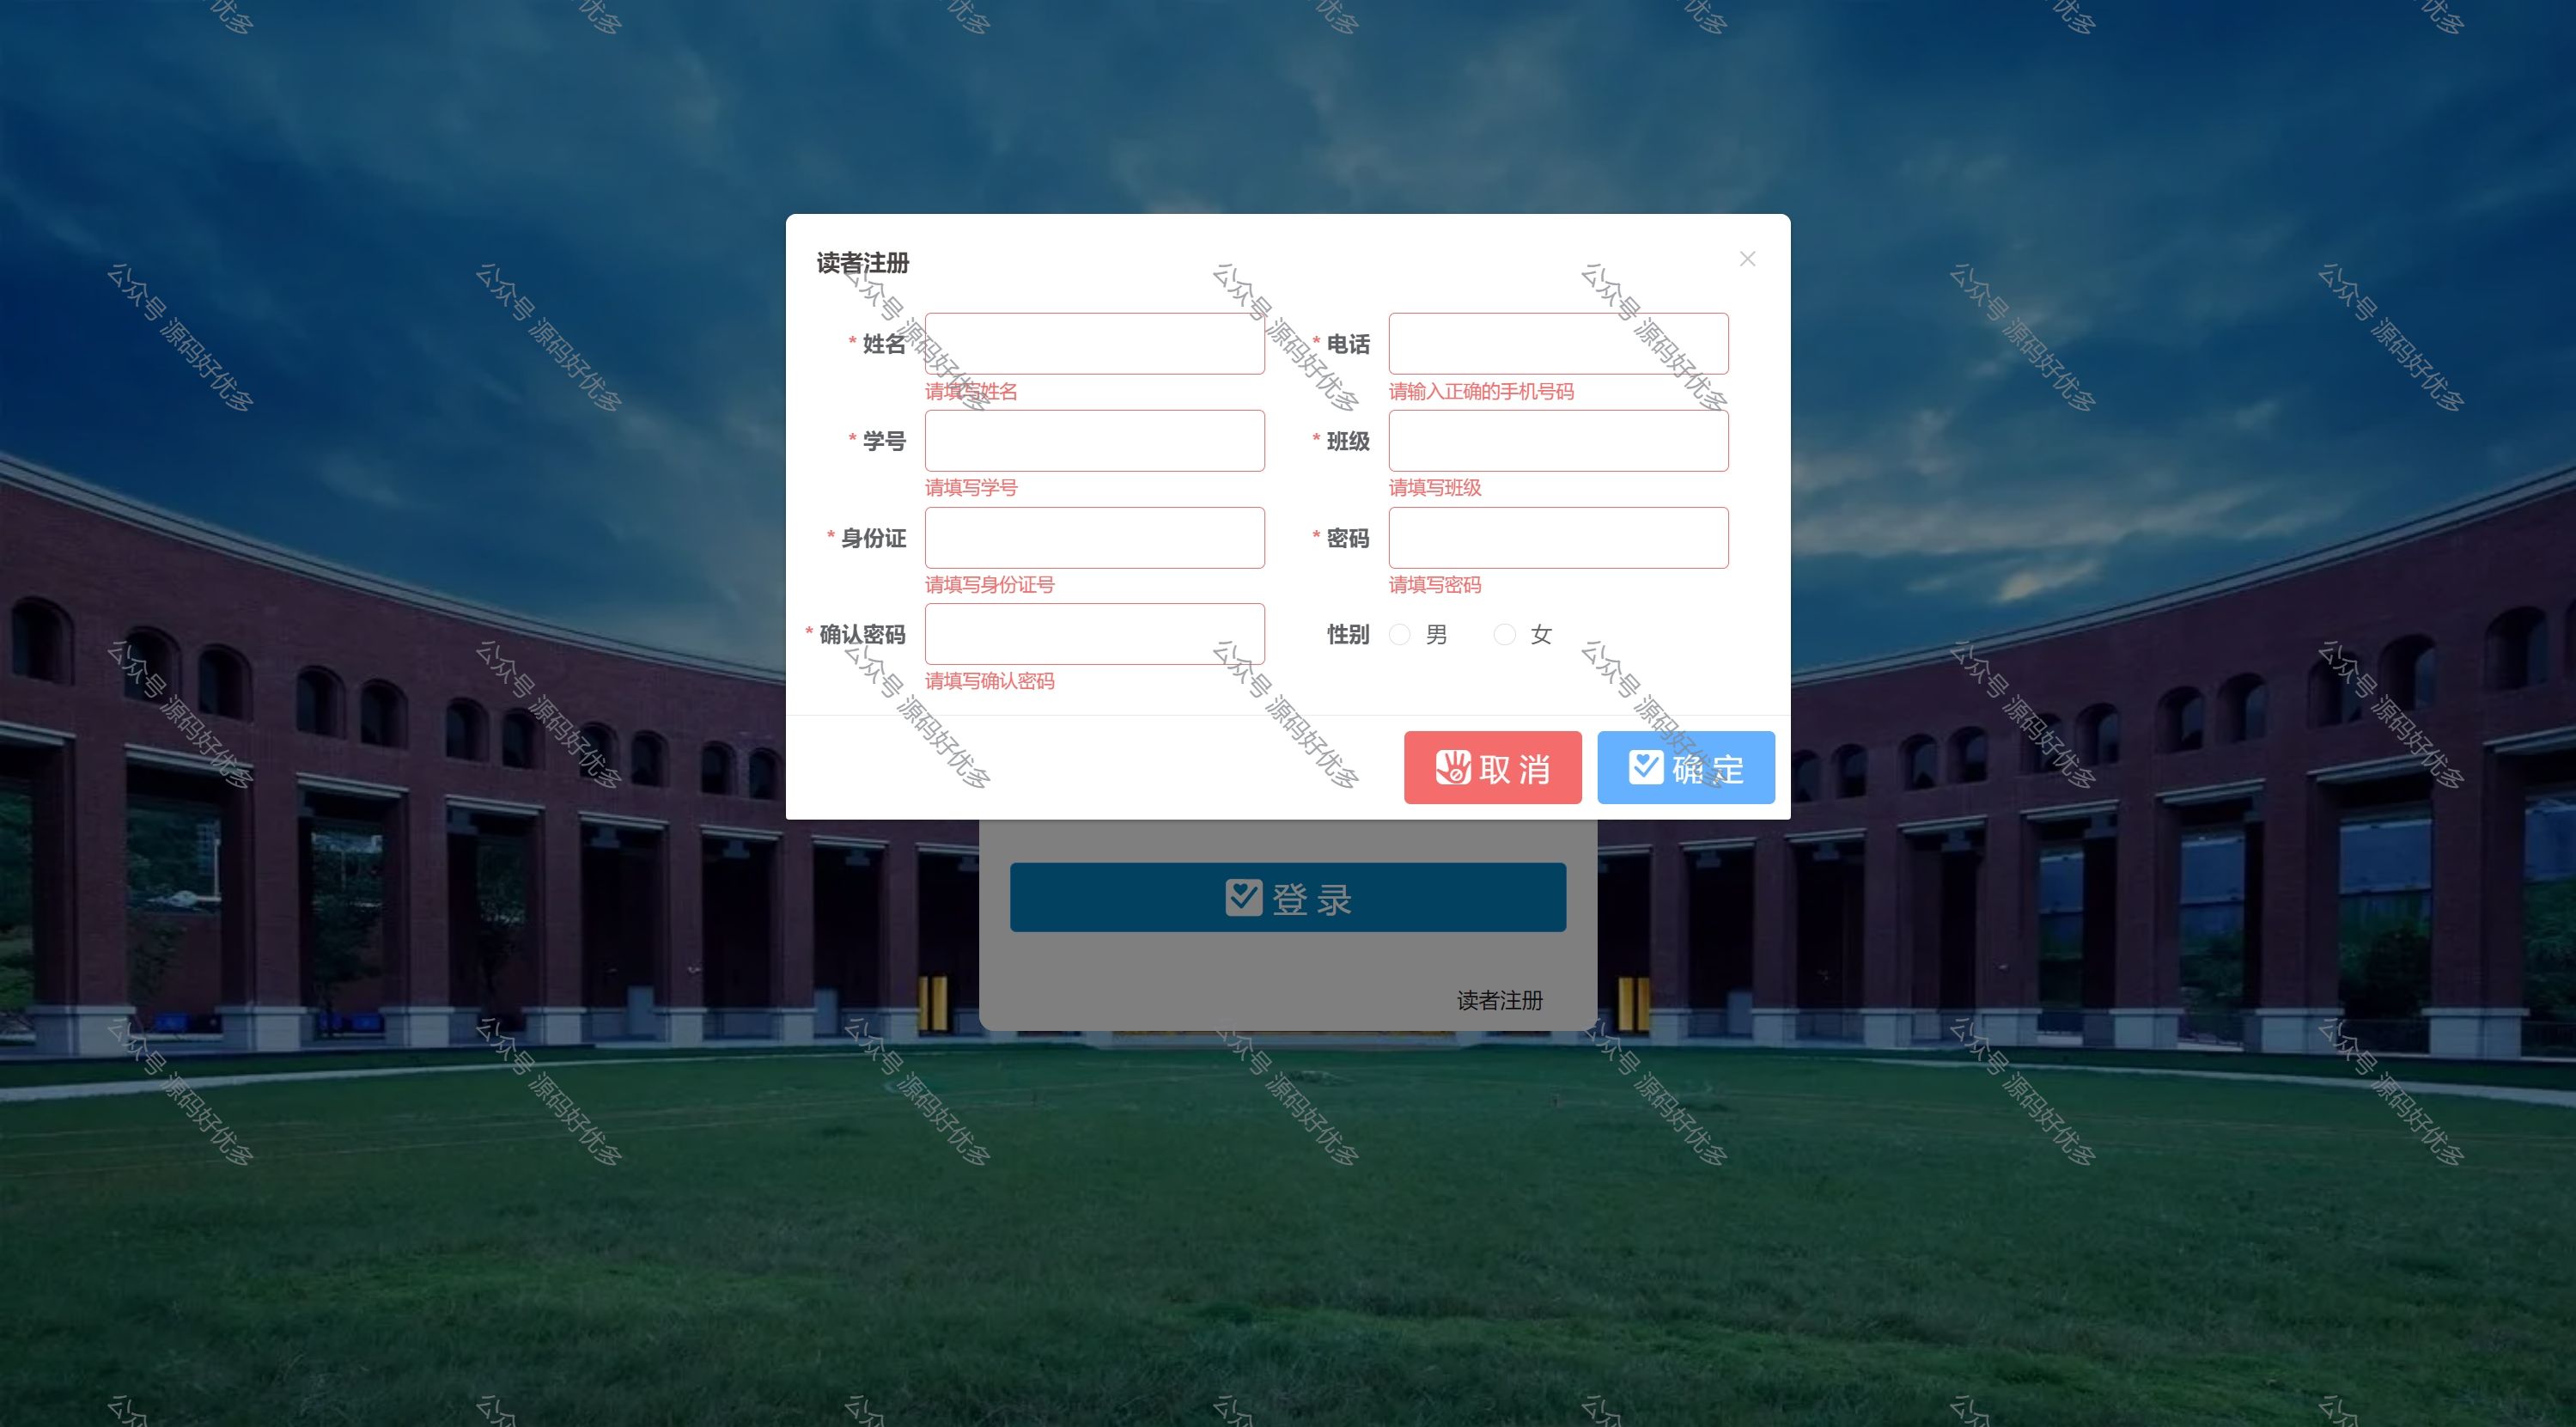 读者注册
* 姓名
请填写姓名
* 电话
请输入正确的手机号码
* 学号
请填写学号
* 班级
请填写班级
* 身份证
请填写身份证号
* 密码
请填写密码
* 确认密码
请填写确认密码
性别 男 女
取 消 确 定
登 录
读者注册
公众号 源码好优多